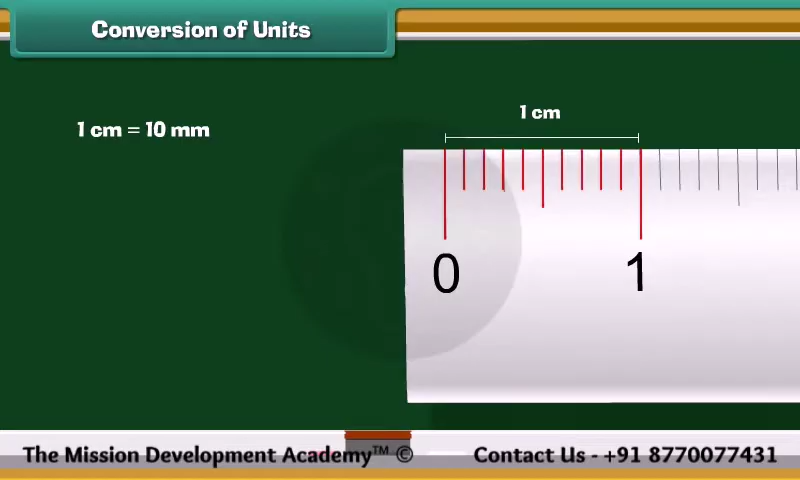 Conversion of Units
1 cm = 10 mm
1 cm
0 1
The Mission Development Academy™ © Contact Us - +91 8770077431